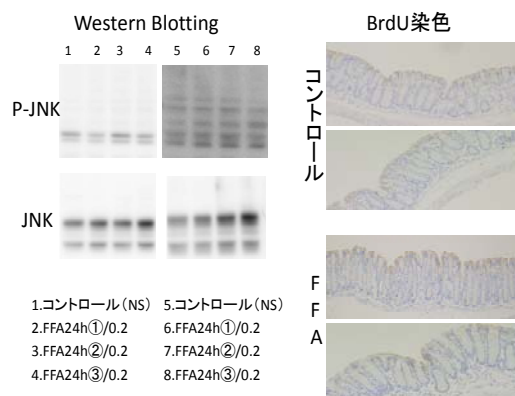 Western Blotting
1 2 3 4 5 6 7 8
P-JNK
JNK
1.コントロール(NS)
2.FFA24h①/0.2
3.FFA24h②/0.2
4.FFA24h③/0.2
5.コントロール(NS)
6.FFA24h①/0.2
7.FFA24h②/0.2
8.FFA24h③/0.2
BrdU染色
コントロール
FFA